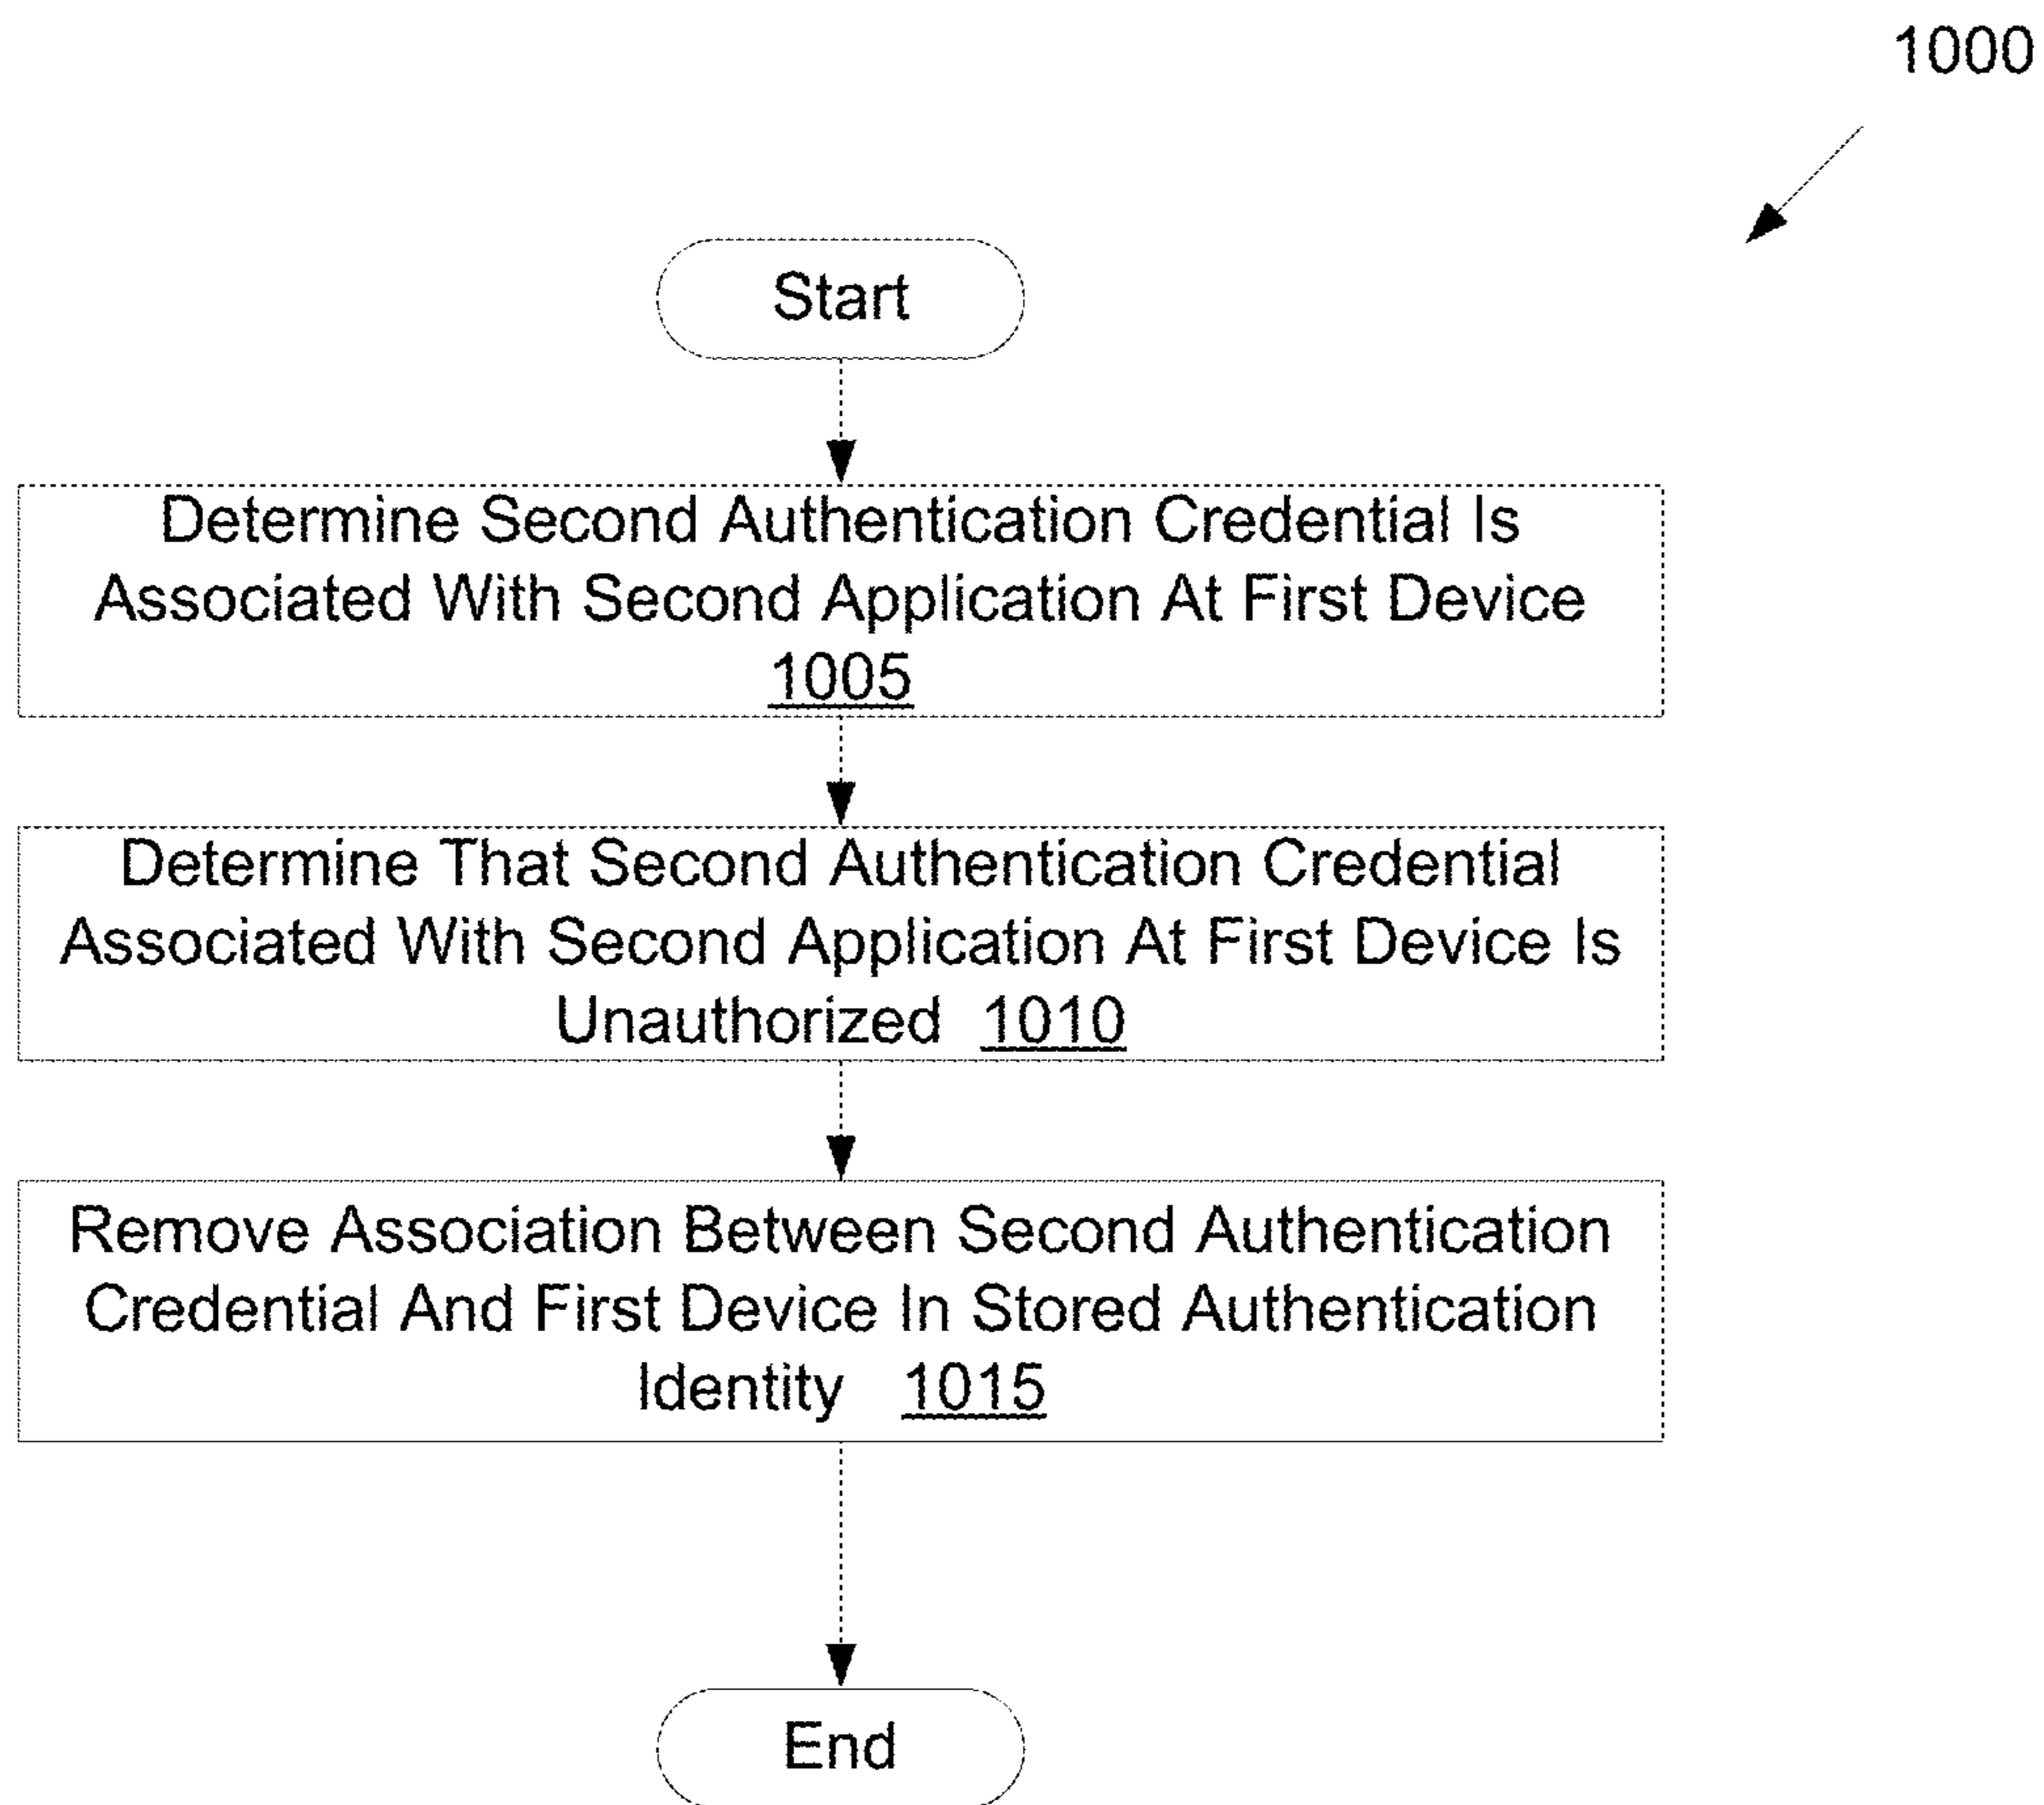 1000
Start
Determine Second Authentication Credential Is
Associated With Second Application At First Device
1005
Determine That Second Authentication Credential
Associated With Second Application At First Device Is
Unauthorized 1010
Remove Association Between Second Authentication
Credential And First Device In Stored Authentication
Identity 1015
End